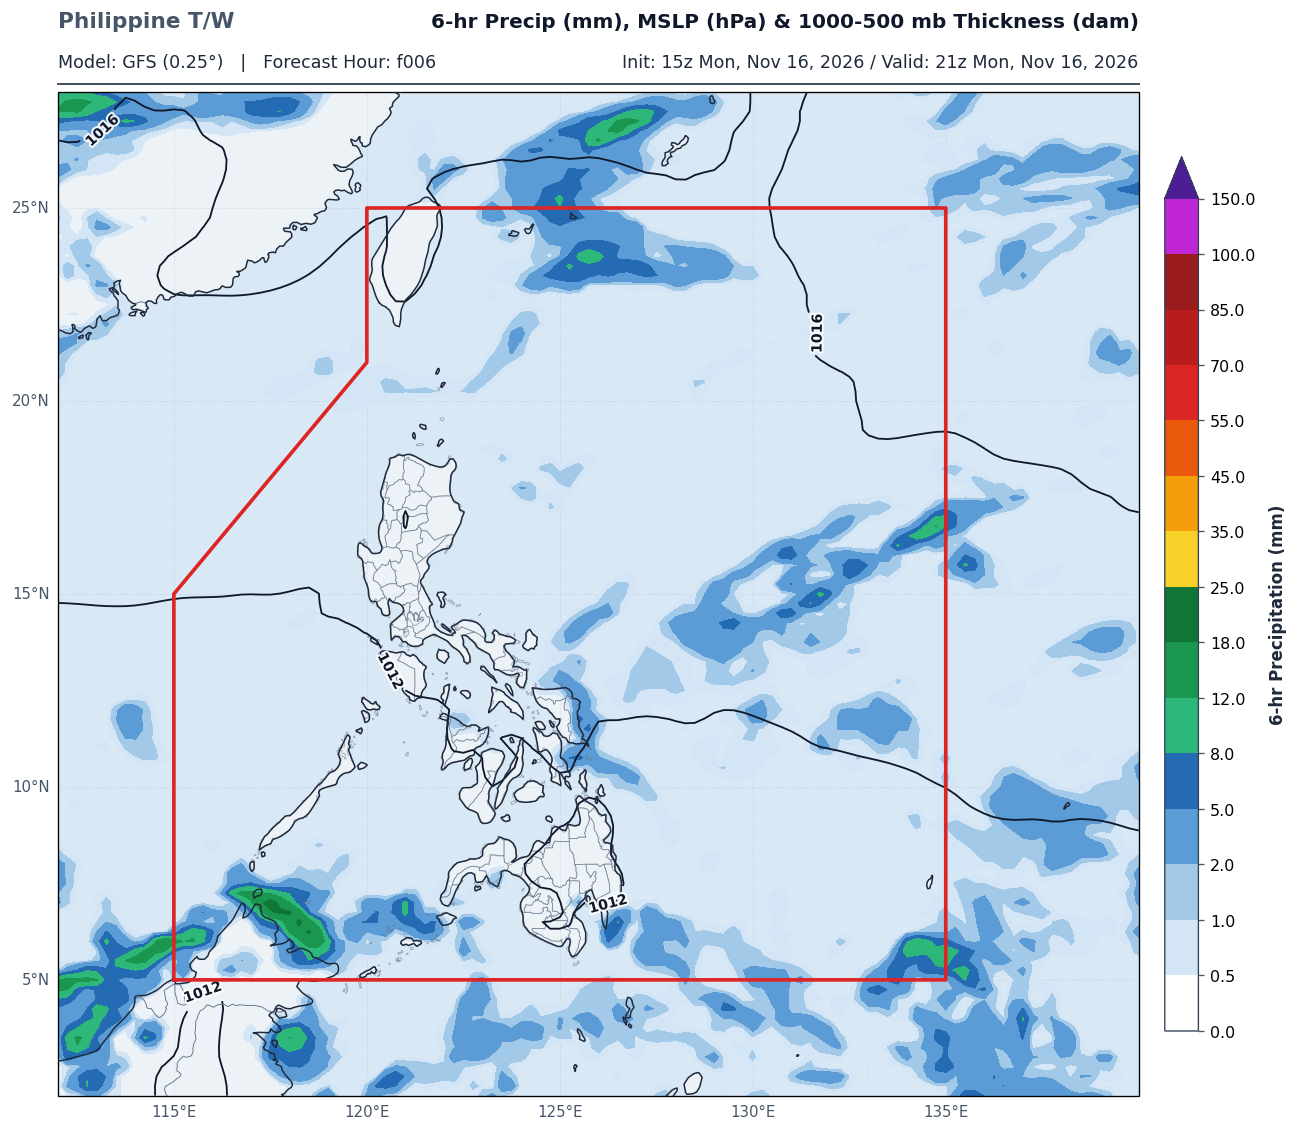 Philippine T/W
6-hr Precip (mm), MSLP (hPa) & 1000-500 mb Thickness (dam)
Model: GFS (0.25°) | Forecast Hour: f006
Init: 15z Mon, Nov 16, 2026 / Valid: 21z Mon, Nov 16, 2026
1016
1016
1012
1012
1012
25°N
20°N
15°N
10°N
5°N
115°E
120°E
125°E
130°E
135°E
150.0
100.0
85.0
70.0
55.0
45.0
35.0
25.0
18.0
12.0
8.0
5.0
2.0
1.0
0.5
0.0
6-hr Precipitation (mm)